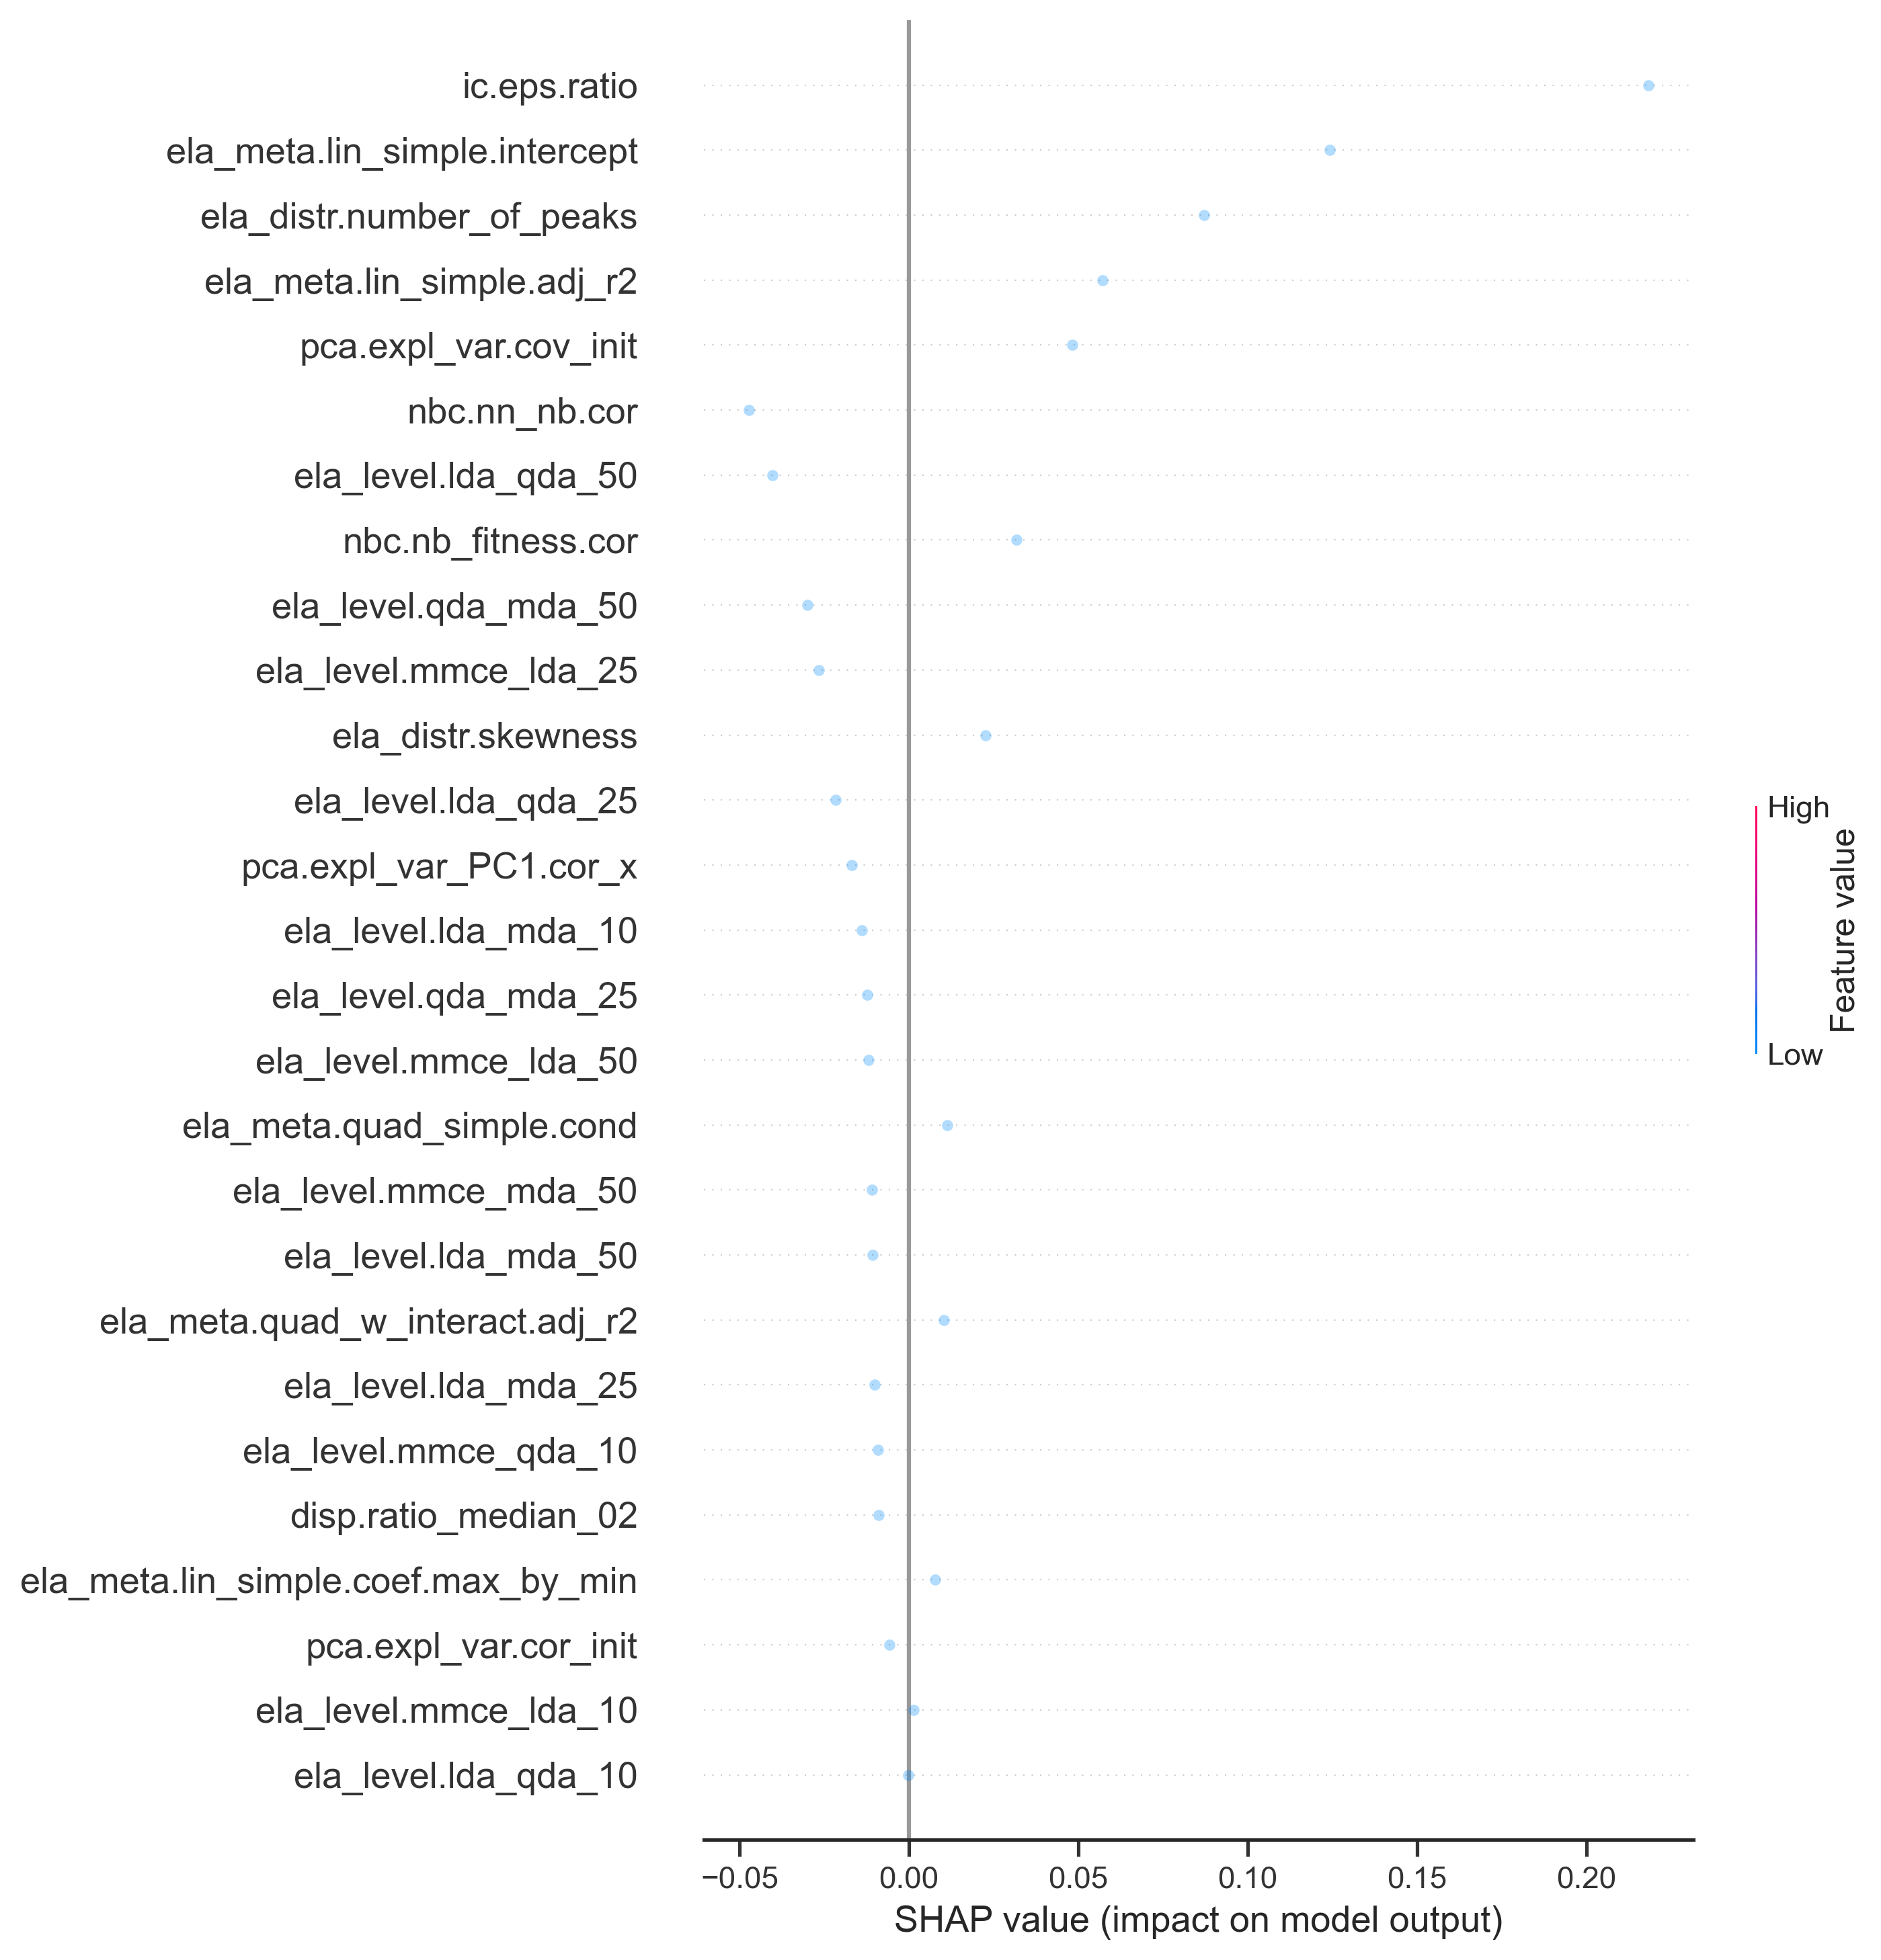 ic.eps.ratio
ela_meta.lin_simple.intercept
ela_distr.number_of_peaks
ela_meta.lin_simple.adj_r2
pca.expl_var.cov_init
nbc.nn_nb.cor
ela_level.lda_qda_50
nbc.nb_fitness.cor
ela_level.qda_mda_50
ela_level.mmce_lda_25
ela_distr.skewness
ela_level.lda_qda_25
pca.expl_var_PC1.cor_x
ela_level.lda_mda_10
ela_level.qda_mda_25
ela_level.mmce_lda_50
ela_meta.quad_simple.cond
ela_level.mmce_mda_50
ela_level.lda_mda_50
ela_meta.quad_w_interact.adj_r2
ela_level.lda_mda_25
ela_level.mmce_qda_10
disp.ratio_median_02
ela_meta.lin_simple.coef.max_by_min
pca.expl_var.cor_init
ela_level.mmce_lda_10
ela_level.lda_qda_10
−0.05 0.00 0.05 0.10 0.15 0.20
SHAP value (impact on model output)
High
Feature value
Low